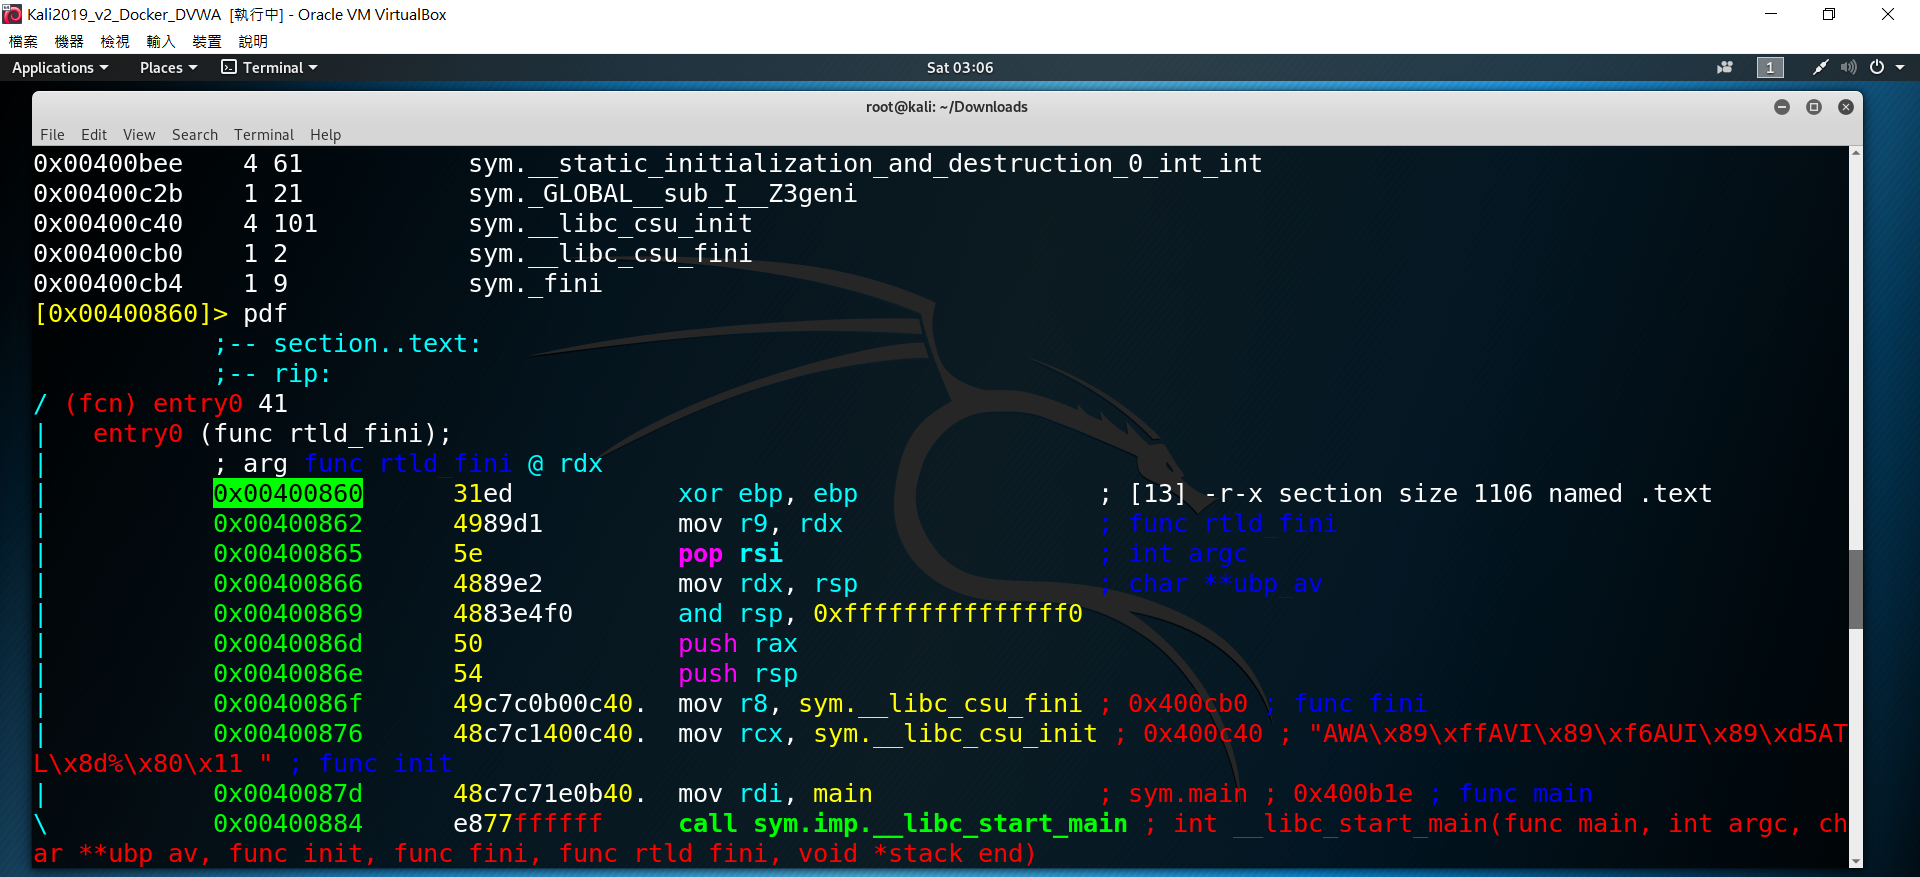 Kali2019_v2_Docker_DVWA [執行中] - Oracle VM VirtualBox
檔案 機器 檢視 輸入 裝置 說明
Applications Places Terminal Sat 03:06 1
root@kali: ~/Downloads
File Edit View Search Terminal Help
0x00400bee    4 61           sym.__static_initialization_and_destruction_0_int_int
0x00400c2b    1 21           sym._GLOBAL__sub_I__Z3geni
0x00400c40    4 101          sym.__libc_csu_init
0x00400cb0    1 2            sym.__libc_csu_fini
0x00400cb4    1 9            sym._fini
[0x00400860]> pdf
            ;-- section..text:
            ;-- rip:
/ (fcn) entry0 41
|   entry0 (func rtld_fini);
|           ; arg func rtld_fini @ rdx
|           0x00400860      31ed           xor ebp, ebp                ; [13] -r-x section size 1106 named .text
|           0x00400862      4989d1         mov r9, rdx                 ; func rtld_fini
|           0x00400865      5e             pop rsi                     ; int argc
|           0x00400866      4889e2         mov rdx, rsp                ; char **ubp_av
|           0x00400869      4883e4f0       and rsp, 0xfffffffffffffff0
|           0x0040086d      50             push rax
|           0x0040086e      54             push rsp
|           0x0040086f      49c7c0b00c40.  mov r8, sym.__libc_csu_fini ; 0x400cb0 ; func fini
|           0x00400876      48c7c1400c40.  mov rcx, sym.__libc_csu_init ; 0x400c40 ; "AWA\x89\xffAVI\x89\xf6AUI\x89\xd5AT
L\x8d%\x80\x11 " ; func init
|           0x0040087d      48c7c71e0b40.  mov rdi, main               ; sym.main ; 0x400b1e ; func main
\           0x00400884      e877ffffff     call sym.imp.__libc_start_main ; int __libc_start_main(func main, int argc, ch
ar **ubp_av, func init, func fini, func rtld_fini, void *stack_end)